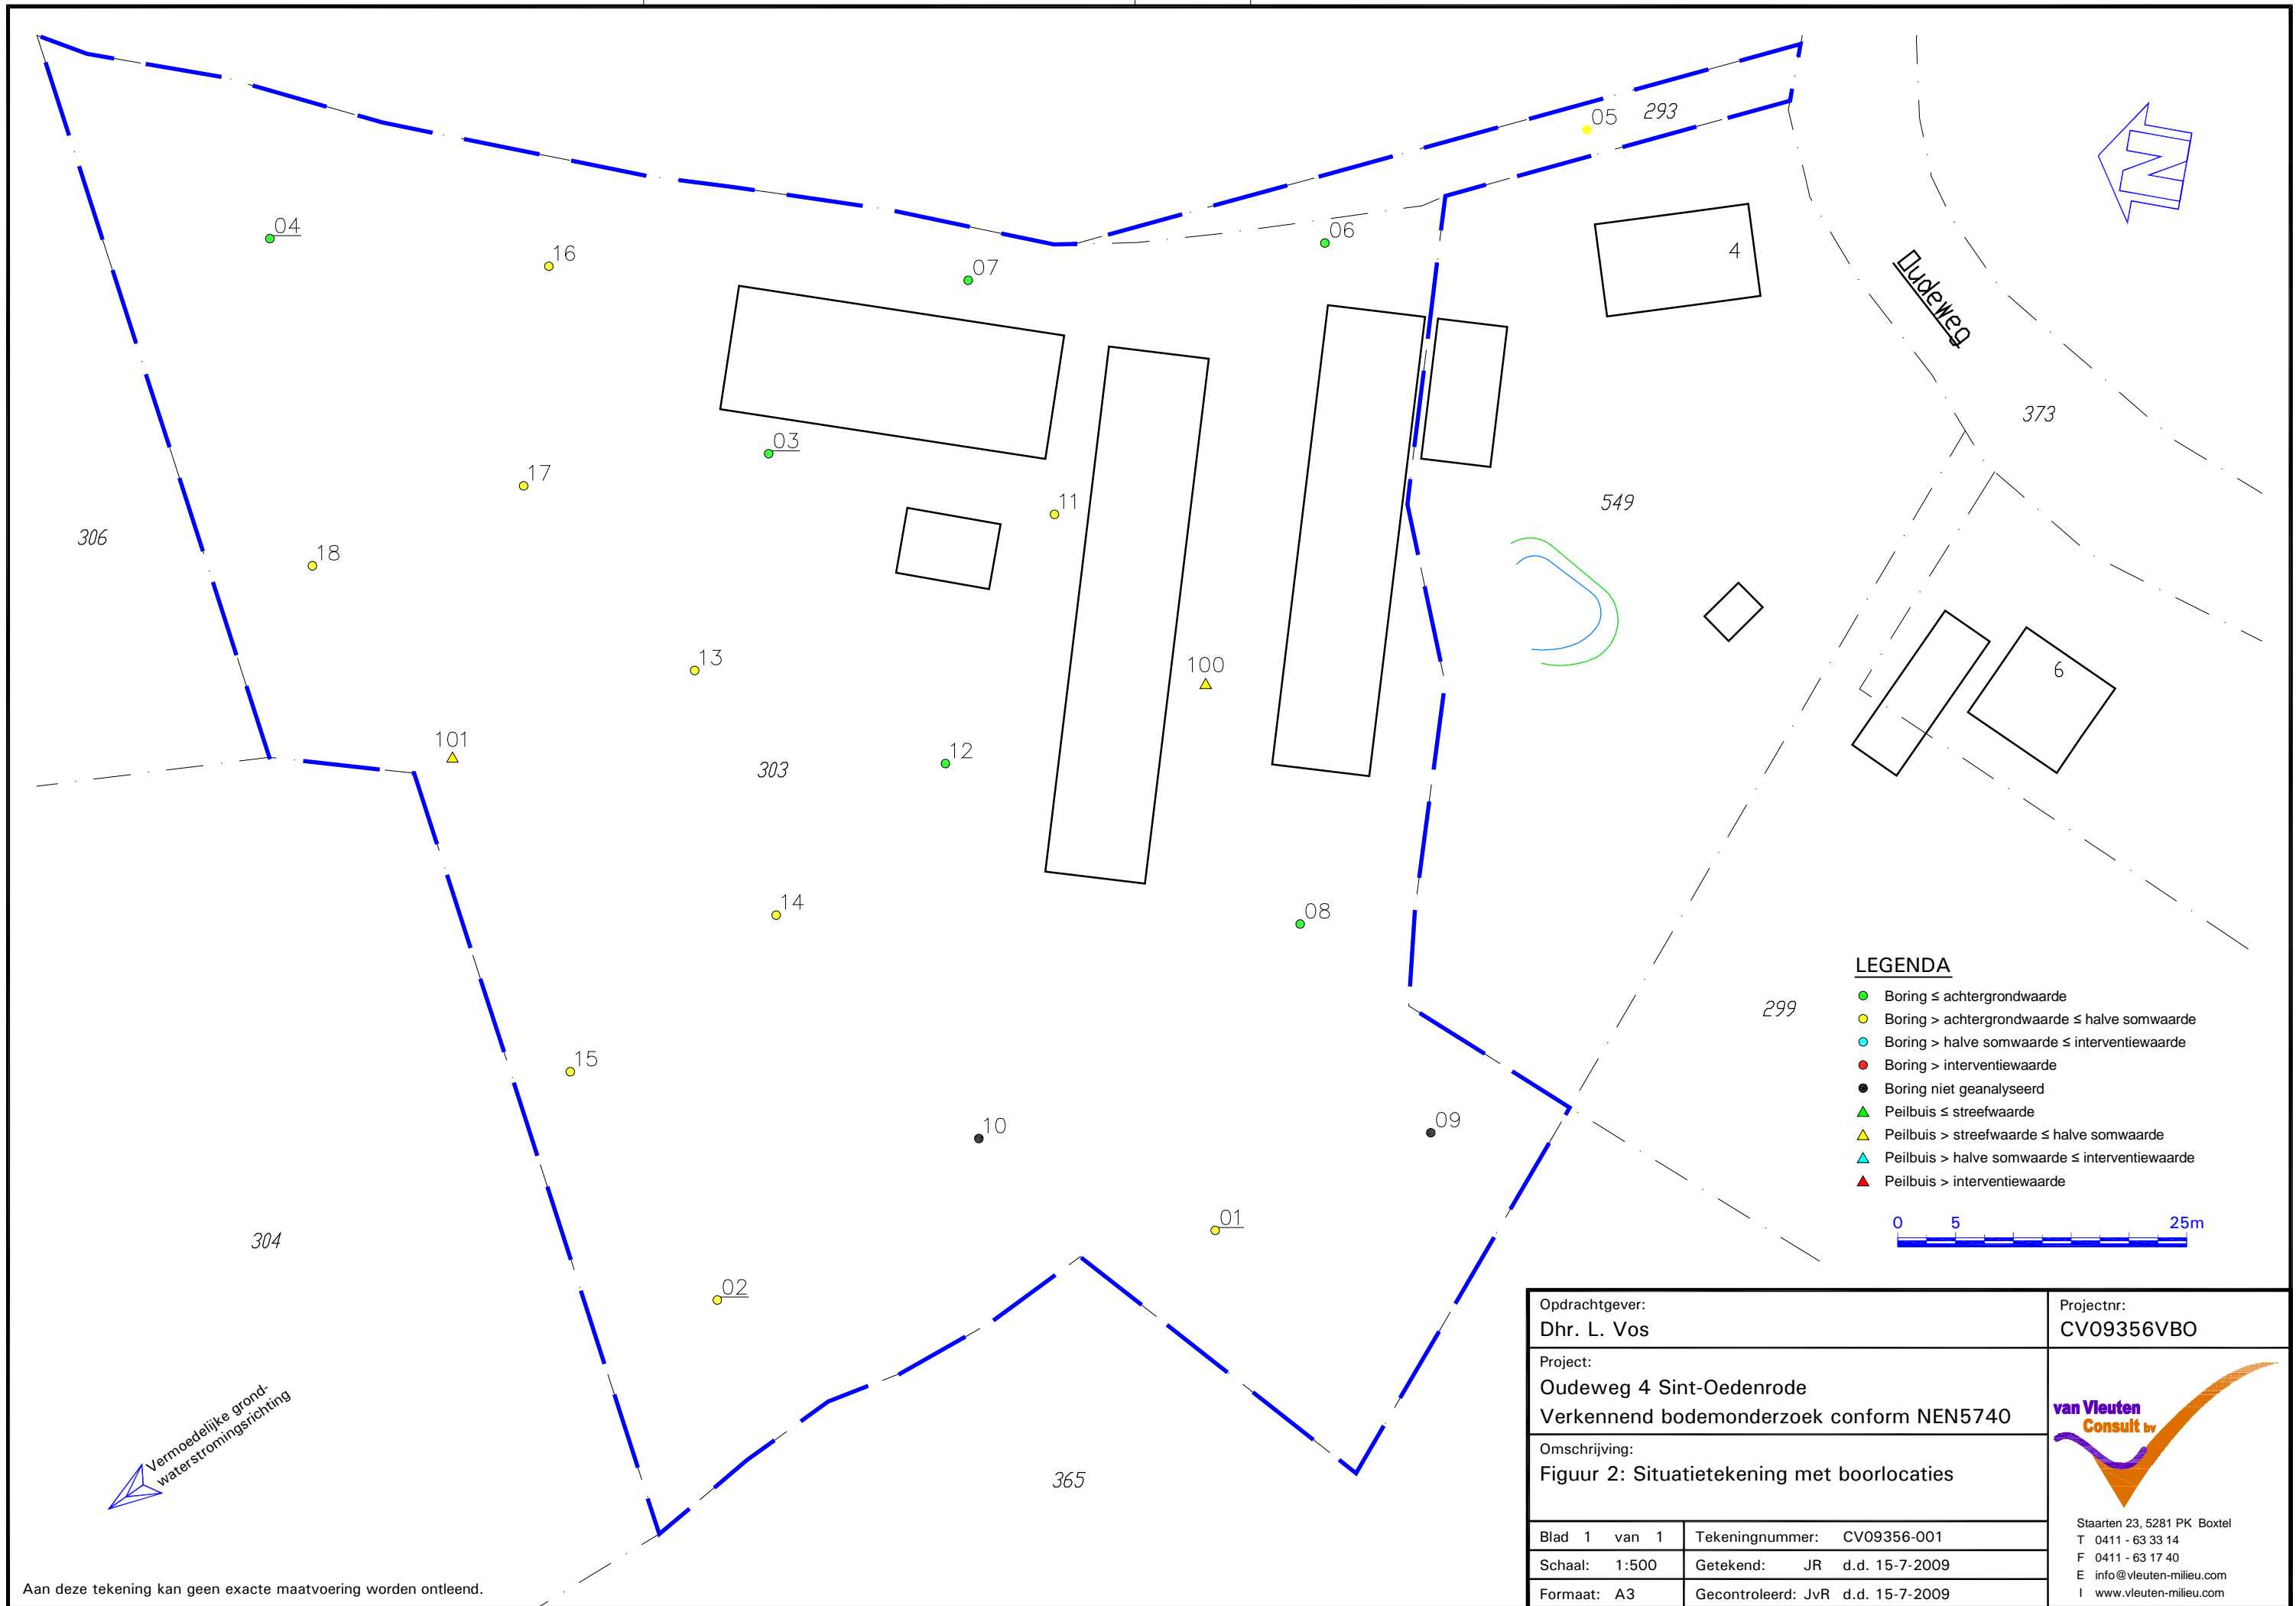 05
293
04
16
07
06
4
Oudeweg
373
03
17
11
549
306
18
13
100
6
101
303
12
14
08
299
15
10
09
304
01
02
365
N
LEGENDA
Boring ≤ achtergrondwaarde
Boring > achtergrondwaarde ≤ halve somwaarde
Boring > halve somwaarde ≤ interventiewaarde
Boring > interventiewaarde
Boring niet geanalyseerd
Peilbuis ≤ streefwaarde
Peilbuis > streefwaarde ≤ halve somwaarde
Peilbuis > halve somwaarde ≤ interventiewaarde
Peilbuis > interventiewaarde
0 5 25m
Vermoedelijke grond-
waterstromingsrichting
Aan deze tekening kan geen exacte maatvoering worden ontleend.
Opdrachtgever:
Dhr. L. Vos
Projectnr:
CV09356VBO
Project:
Oudeweg 4 Sint-Oedenrode
Verkennend bodemonderzoek conform NEN5740
Omschrijving:
Figuur 2: Situatietekening met boorlocaties
Blad 1 van 1
Tekeningnummer: CV09356-001
Schaal: 1:500
Getekend: JR d.d. 15-7-2009
Formaat: A3
Gecontroleerd: JvR d.d. 15-7-2009
van Vleuten
Consult bv
Staarten 23, 5281 PK Boxtel
T 0411 - 63 33 14
F 0411 - 63 17 40
E info@vleuten-milieu.com
I www.vleuten-milieu.com